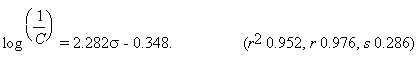 log(1/C) = 2.282σ - 0.348. (r² 0.952, r 0.976, s 0.286)